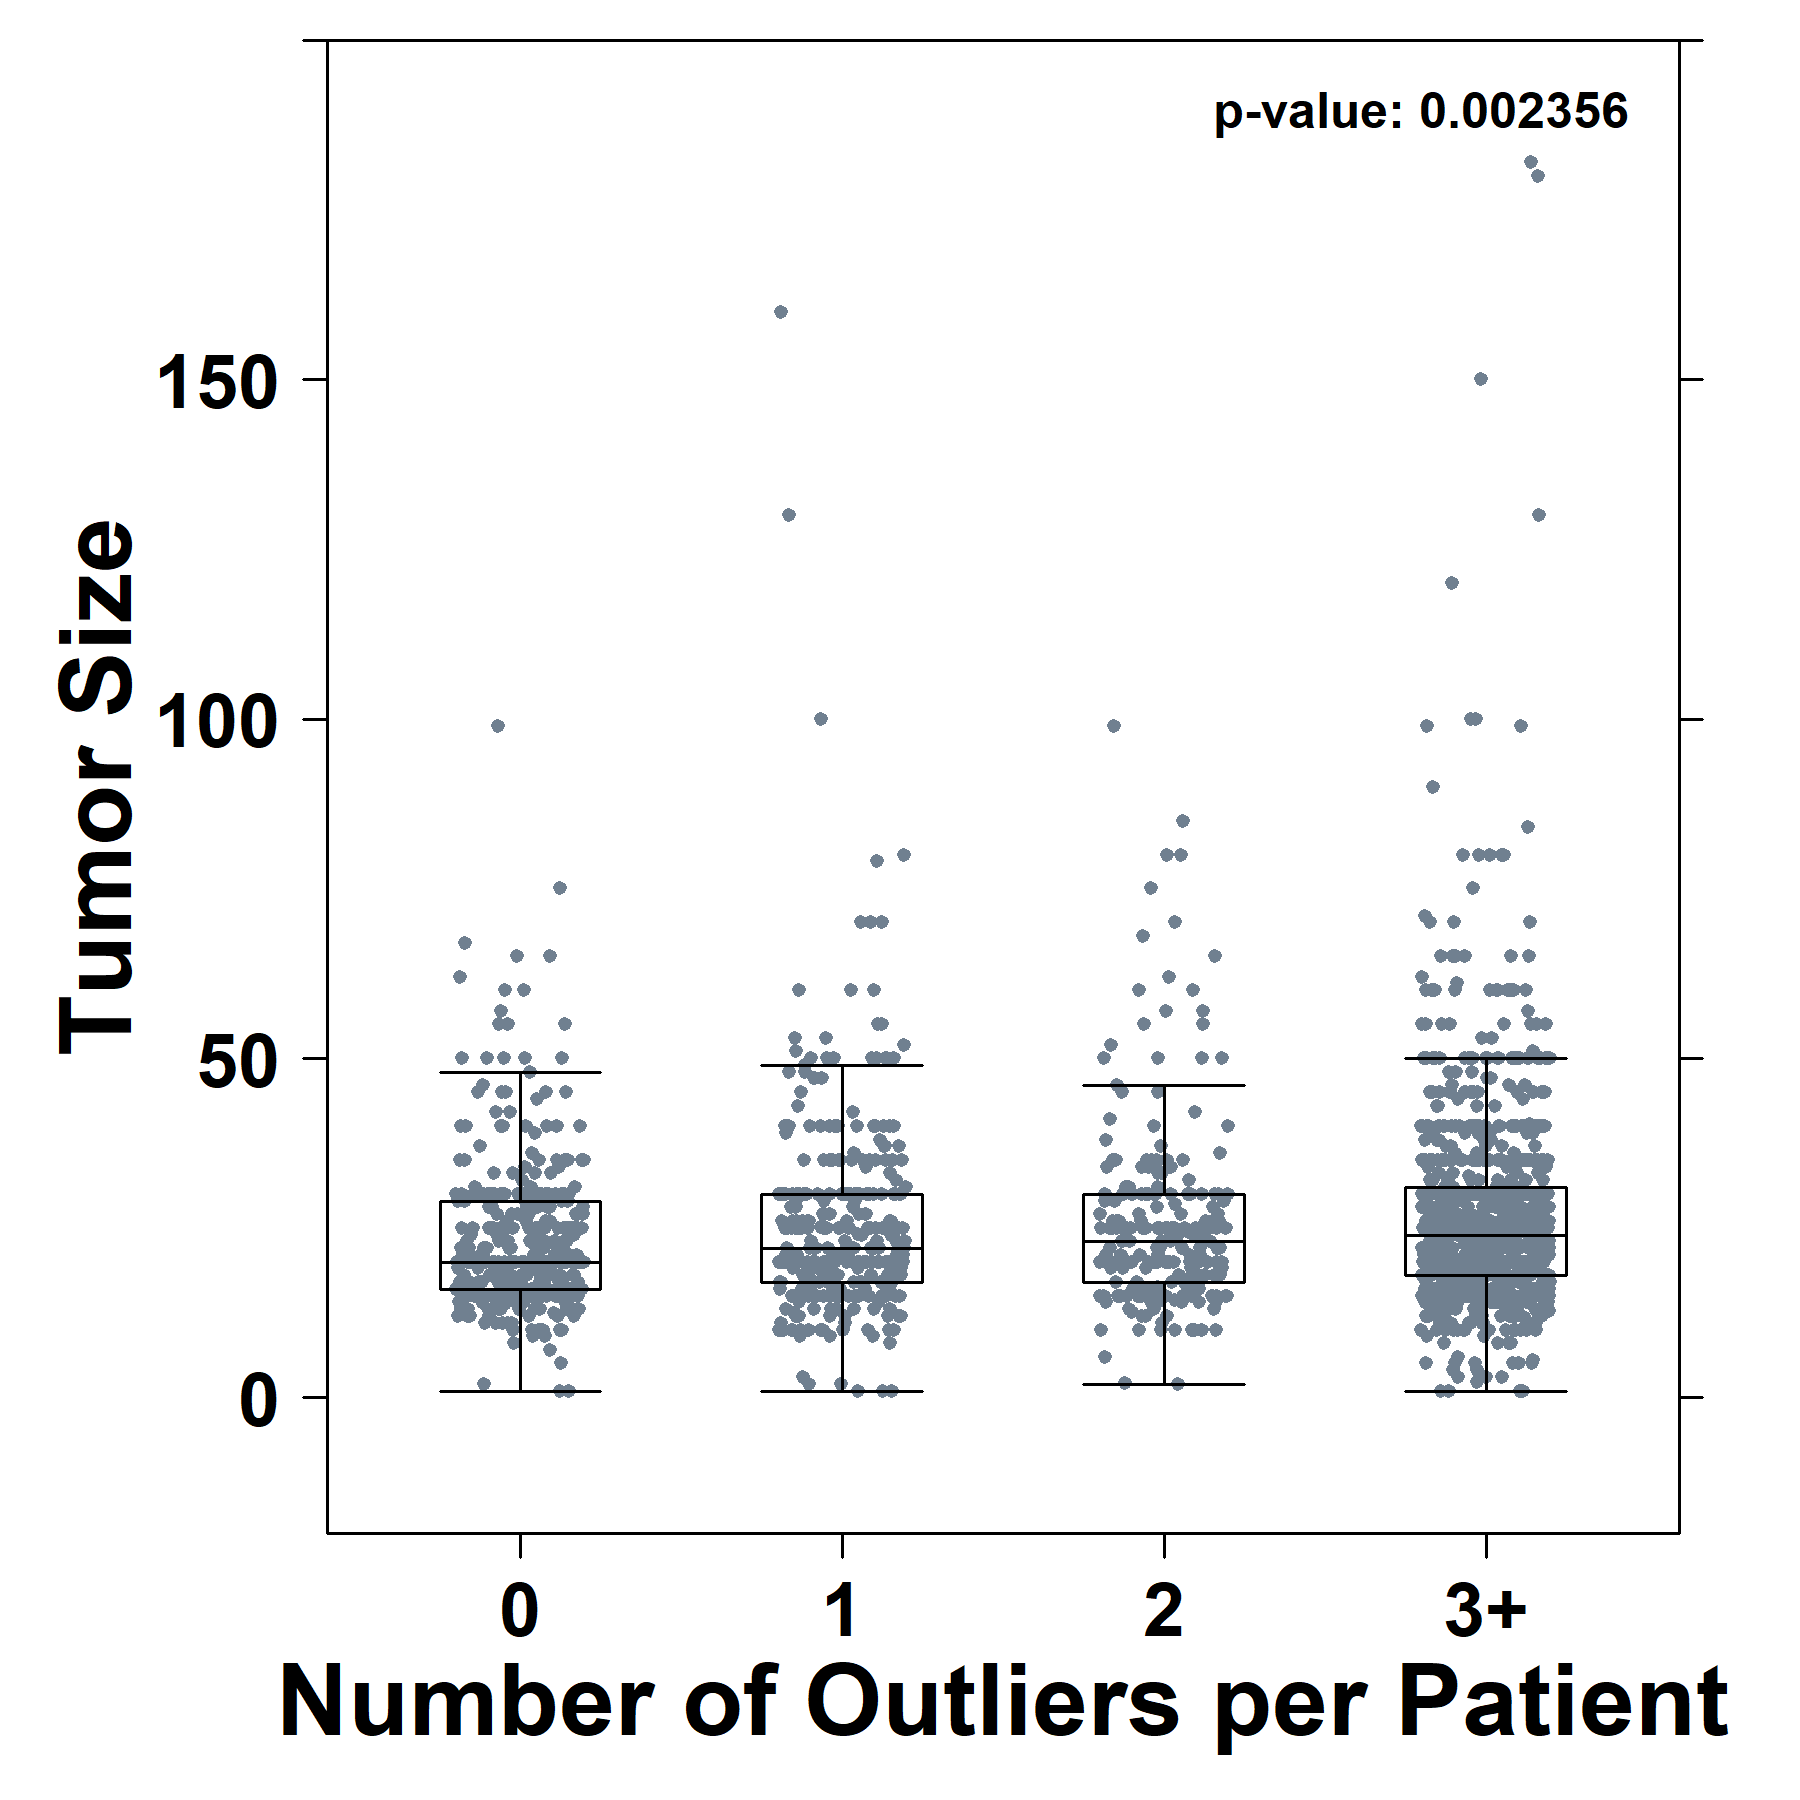 p-value: 0.002356
Tumor Size
150
100
50
0
0 1 2 3+
Number of Outliers per Patient